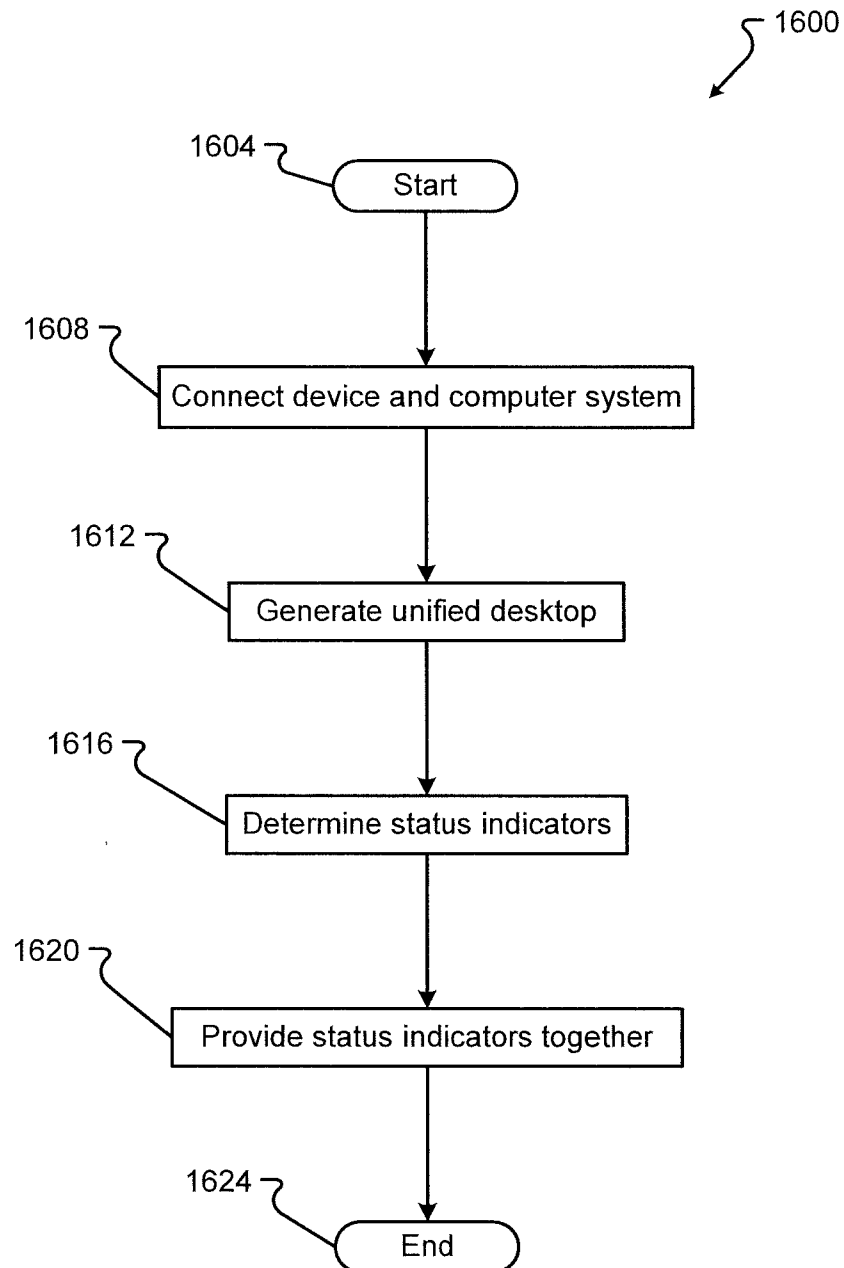 1600
1604
Start
1608
Connect device and computer system
1612
Generate unified desktop
1616
Determine status indicators
1620
Provide status indicators together
1624
End